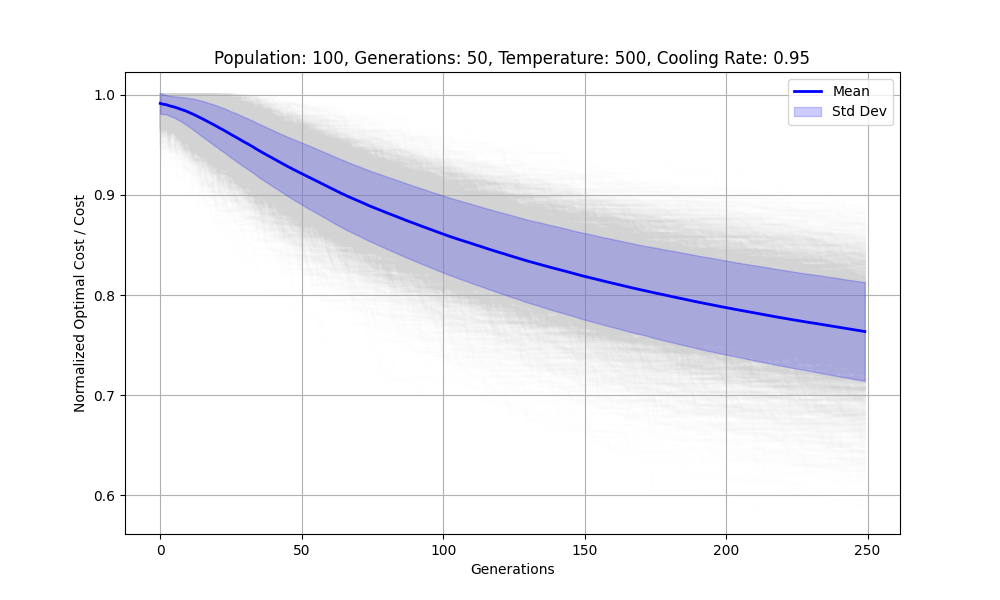 Population: 100, Generations: 50, Temperature: 500, Cooling Rate: 0.95
Mean
Std Dev
Normalized Optimal Cost / Cost
1.0
0.9
0.8
0.7
0.6
0 50 100 150 200 250
Generations